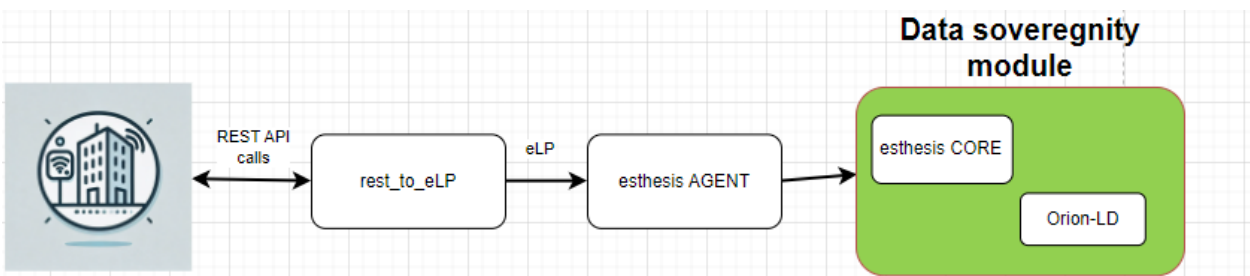 Data soveregnity
module
REST API
calls
rest_to_eLP
eLP
esthesis AGENT
esthesis CORE
Orion-LD